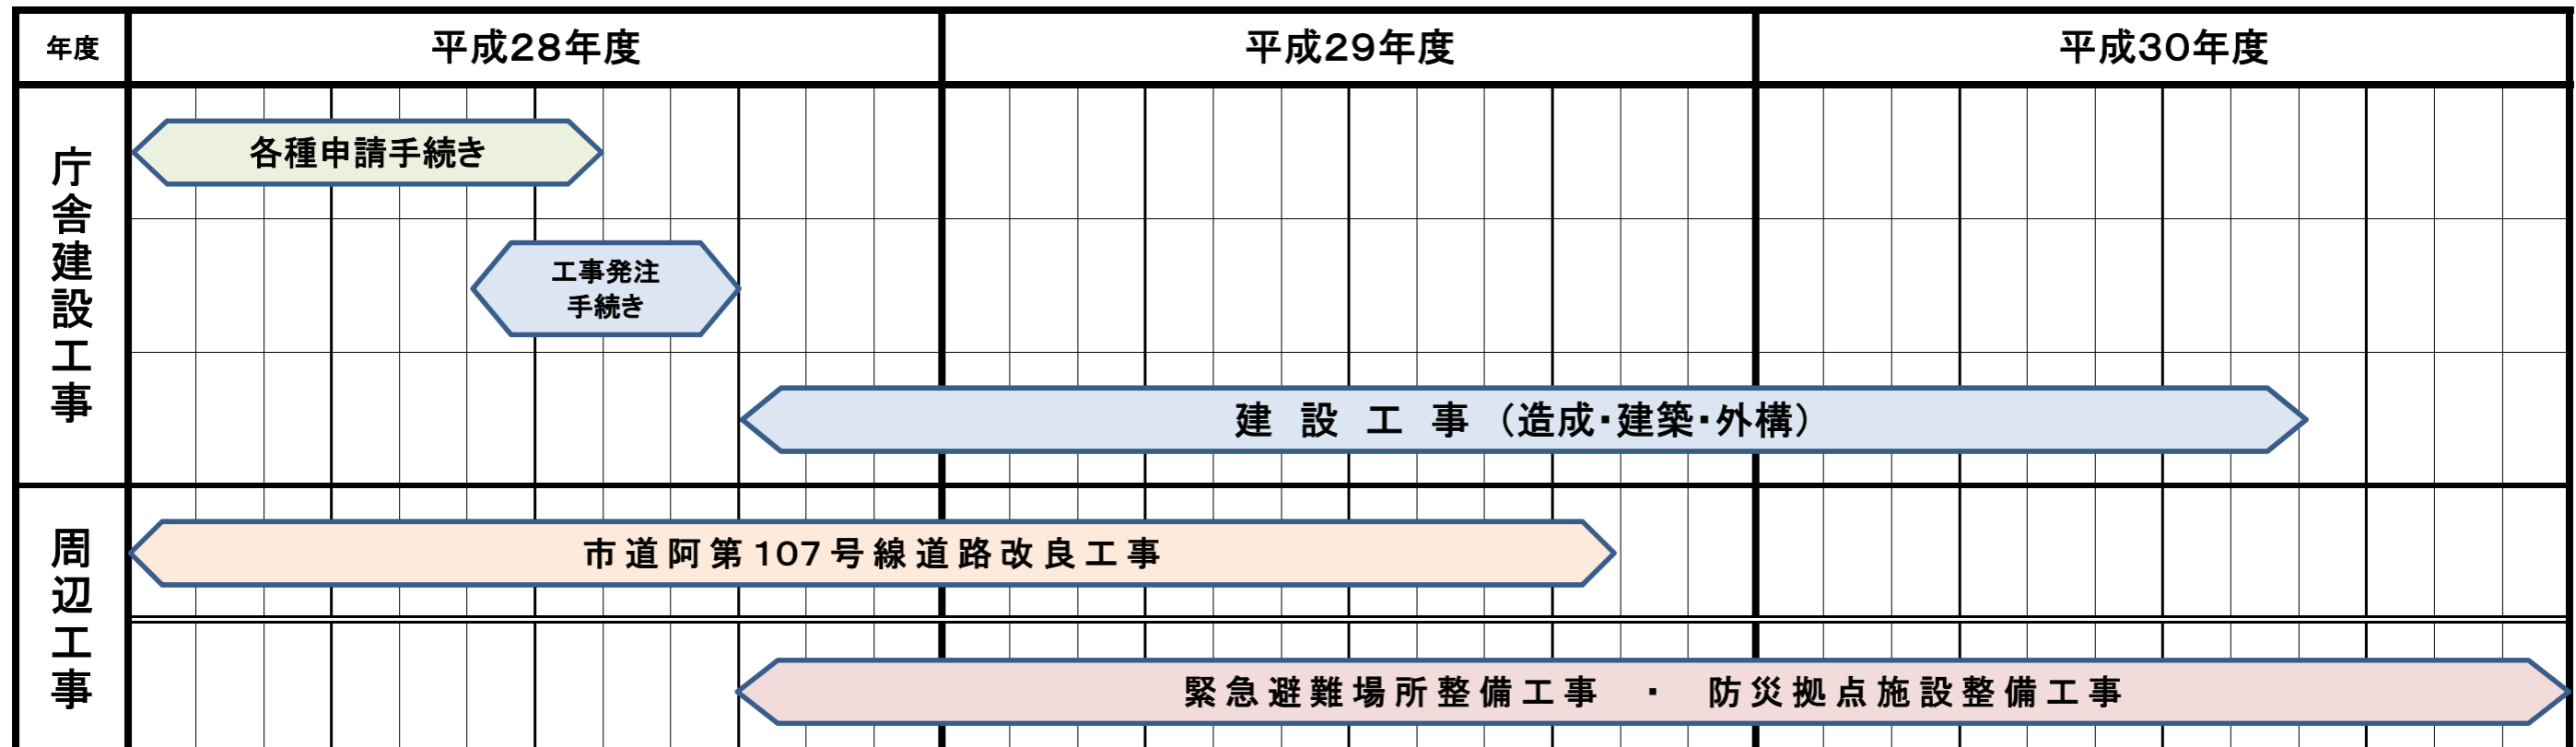 年度
平成28年度
平成29年度
平成30年度
庁舎建設工事
各種申請手続き
工事発注
手続き
建設工事（造成・建築・外構）
周辺工事
市道阿第107号線道路改良工事
緊急避難場所整備工事 ・ 防災拠点施設整備工事